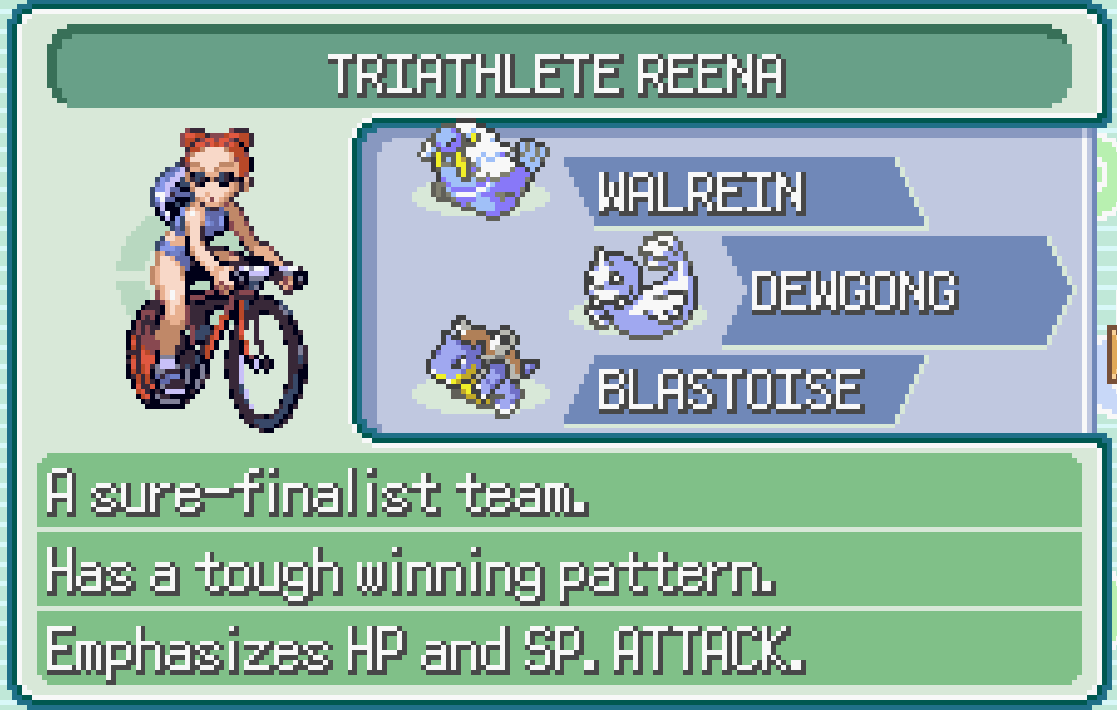 TRIATHLETE REENA
WALREIN
DEWGONG
BLASTOISE
A sure-finalist team.
Has a tough winning pattern.
Emphasizes HP and SP. ATTACK.